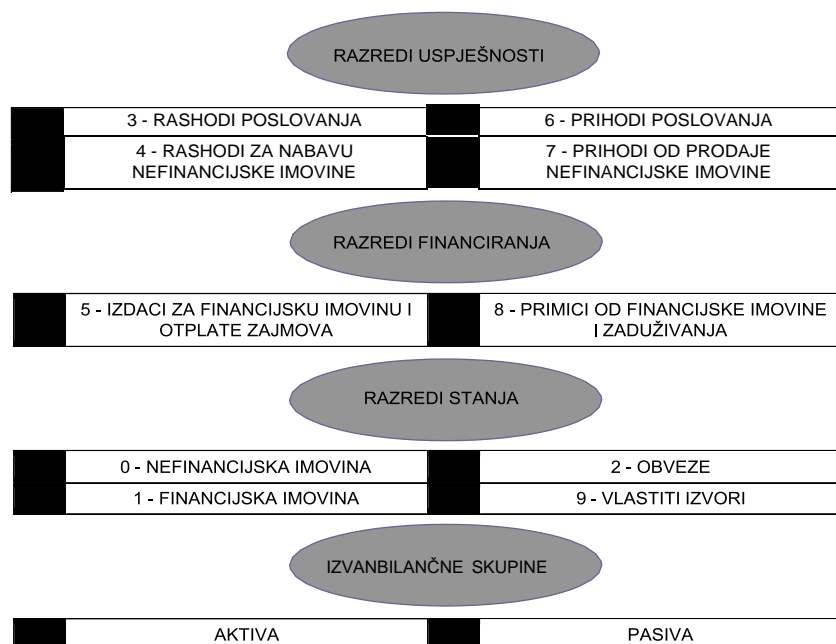 RAZREDI USPJEŠNOSTI
3 - RASHODI POSLOVANJA
6 - PRIHODI POSLOVANJA
4 - RASHODI ZA NABAVU
NEFINANCIJSKE IMOVINE
7 - PRIHODI OD PRODAJE
NEFINANCIJSKE IMOVINE
RAZREDI FINANCIRANJA
5 - IZDACI ZA FINANCIJSKU IMOVINU I
OTPLATE ZAJMOVA
8 - PRIMICI OD FINANCIJSKE IMOVINE
I ZADUŽIVANJA
RAZREDI STANJA
0 - NEFINANCIJSKA IMOVINA
2 - OBVEZE
1 - FINANCIJSKA IMOVINA
9 - VLASTITI IZVORI
IZVANBILANČNE SKUPINE
AKTIVA
PASIVA